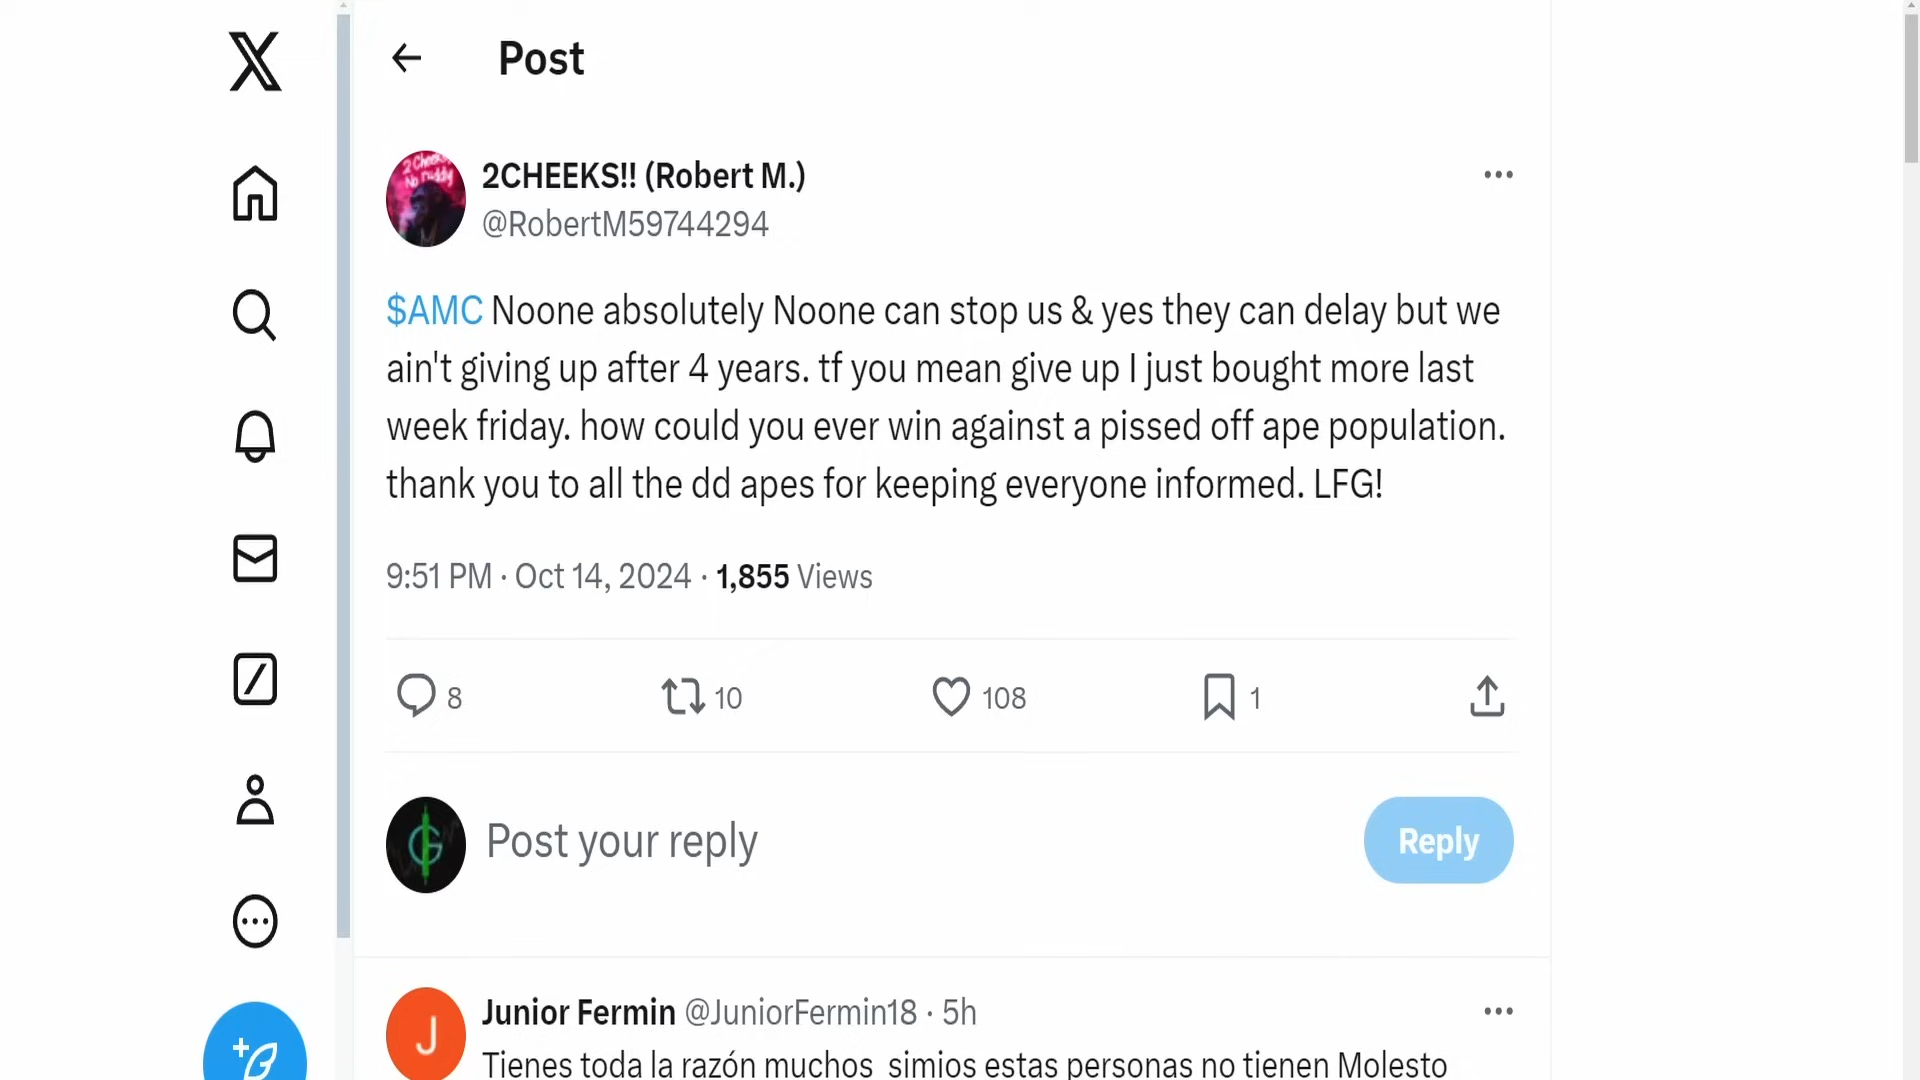 Post
2 Cheeks
No Diddy
2CHEEKS!! (Robert M.)
@RobertM59744294
$AMC Noone absolutely Noone can stop us & yes they can delay but we
ain't giving up after 4 years. tf you mean give up I just bought more last
week friday. how could you ever win against a pissed off ape population.
thank you to all the dd apes for keeping everyone informed. LFG!
9:51 PM · Oct 14, 2024 · 1,855 Views
8 10 108 1
Post your reply
Reply
J
Junior Fermin @JuniorFermin18 · 5h
Tienes toda la razón muchos simios estas personas no tienen Molesto